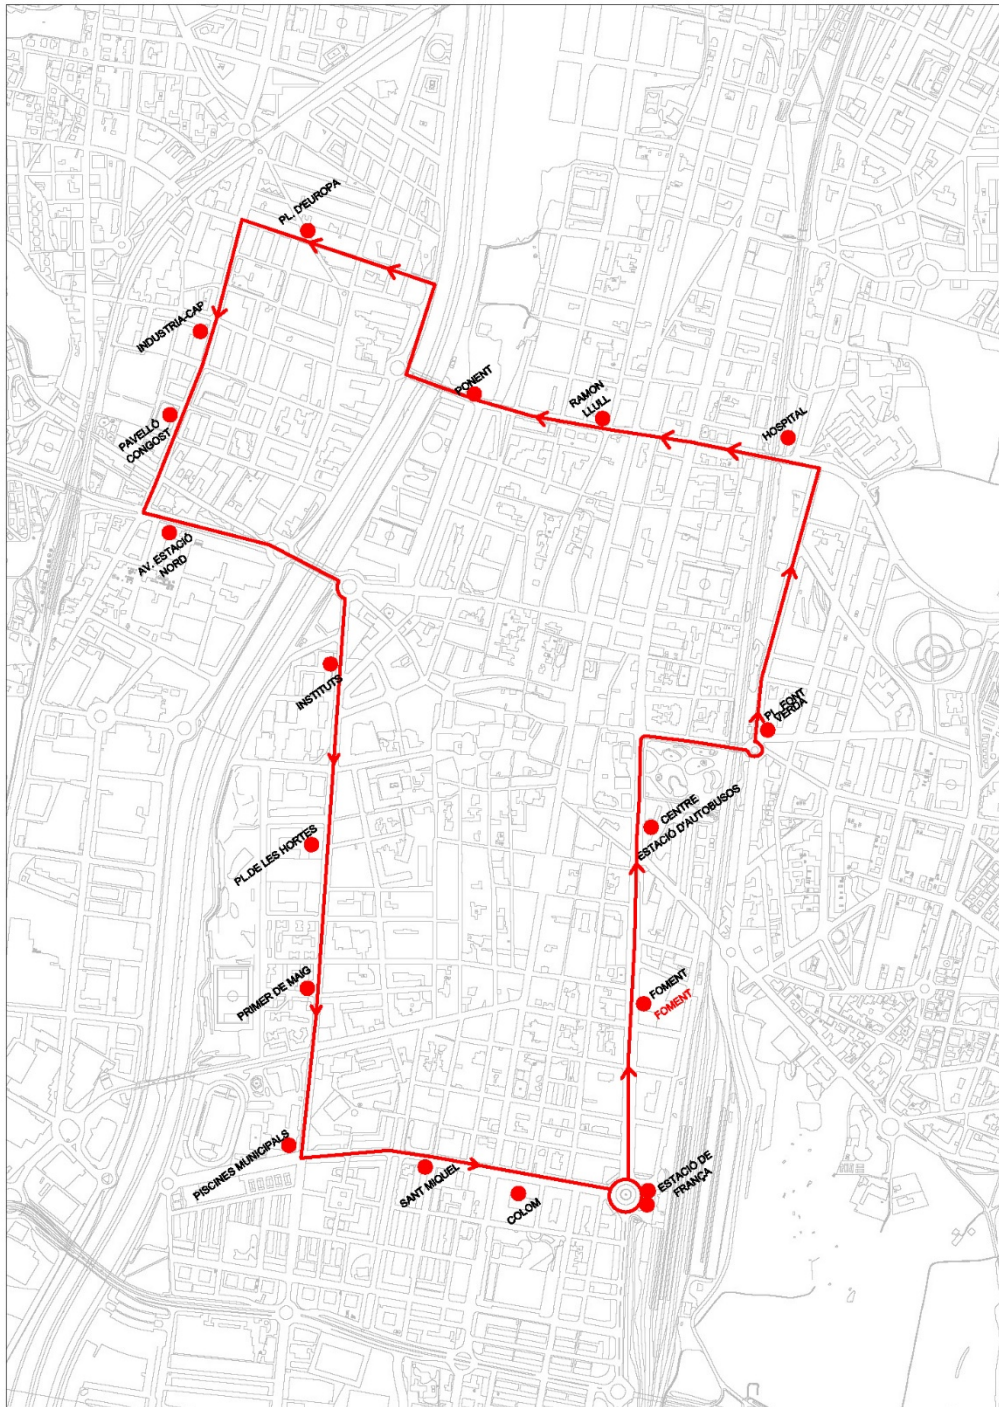 PL. D'EUROPA
INDUSTRIA-CAP
PAVELLÓ
CONGOST
PONENT
RAMON
LLULL
HOSPITAL
AV. ESTACIÓ
NORD
INSTITUTS
PL. FONT
VERDA
CENTRE
ESTACIÓ D'AUTOBUSOS
PL.DE LES HORTES
PRIMER DE MAIG
FOMENT
FOMENT
PISCINES MUNICIPALS
SANT MIQUEL
COLOM
ESTACIÓ DE
FRANÇA